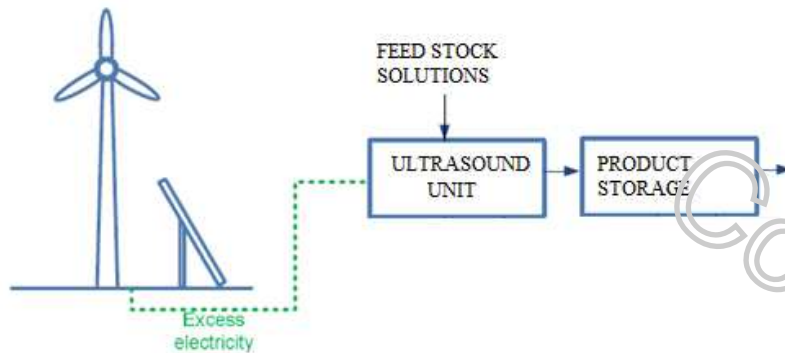 FEED STOCK
SOLUTIONS
ULTRASOUND
UNIT
PRODUCT
STORAGE
Excess
electricity